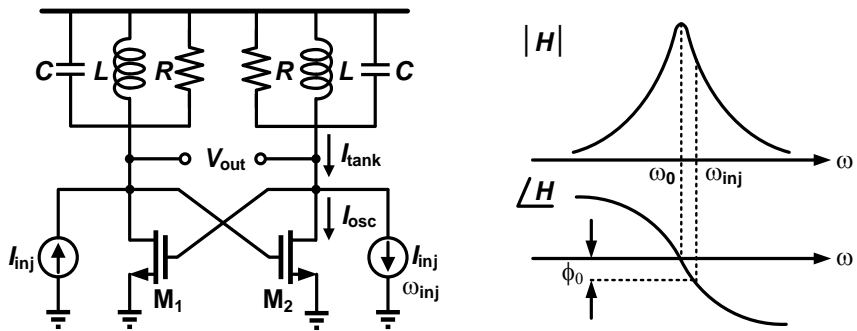 C L R R L C
|H|
V_out
I_tank
ω_0 ω_inj ω
∠H
I_inj
I_osc
I_inj
ω_inj
M_1 M_2
ϕ_0
ω